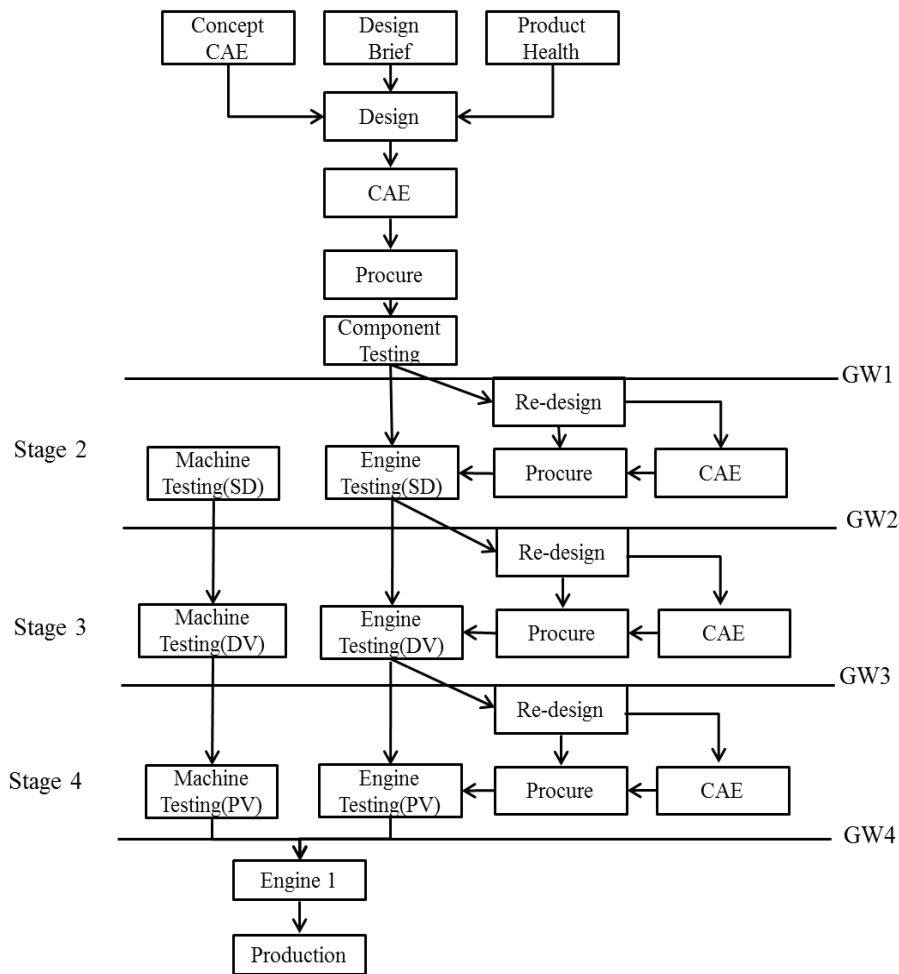 Concept
CAE
Design
Brief
Product
Health
Design
CAE
Procure
Component
Testing
GW1
Re-design
Stage 2
Machine
Testing(SD)
Engine
Testing(SD)
Procure
CAE
GW2
Re-design
Stage 3
Machine
Testing(DV)
Engine
Testing(DV)
Procure
CAE
GW3
Re-design
Stage 4
Machine
Testing(PV)
Engine
Testing(PV)
Procure
CAE
GW4
Engine 1
Production